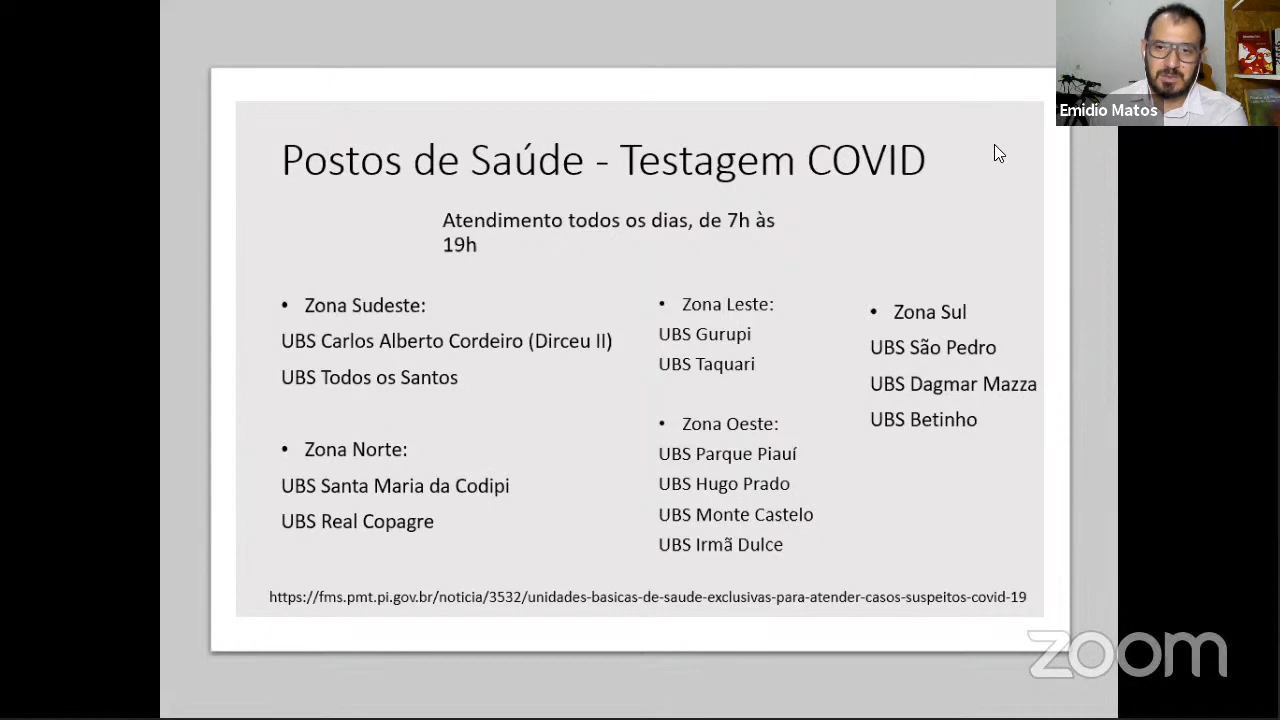 Postos de Saúde - Testagem COVID
Atendimento todos os dias, de 7h às
19h
• Zona Sudeste:
UBS Carlos Alberto Cordeiro (Dirceu II)
UBS Todos os Santos
• Zona Norte:
UBS Santa Maria da Codipi
UBS Real Copagre
• Zona Leste:
UBS Gurupi
UBS Taquari
• Zona Oeste:
UBS Parque Piauí
UBS Hugo Prado
UBS Monte Castelo
UBS Irmã Dulce
• Zona Sul
UBS São Pedro
UBS Dagmar Mazza
UBS Betinho
https://fms.pmt.pi.gov.br/noticia/3532/unidades-basicas-de-saude-exclusivas-para-atender-casos-suspeitos-covid-19
Emidio Matos
zoom